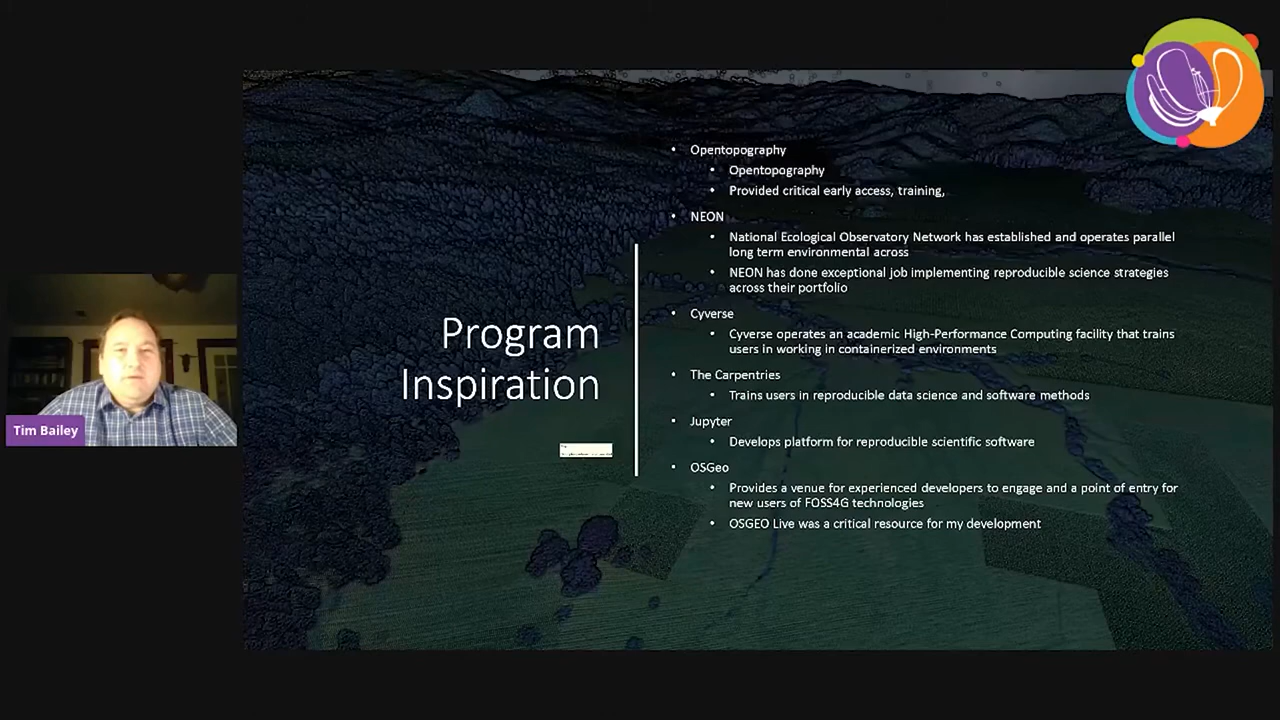 Program
Inspiration
• Opentopography
• Opentopography
• Provided critical early access, training,
• NEON
• National Ecological Observatory Network has established and operates parallel
long term environmental across
• NEON has done exceptional job implementing reproducible science strategies
across their portfolio
• Cyverse
• Cyverse operates an academic High-Performance Computing facility that trains
users in working in containerized environments
• The Carpentries
• Trains users in reproducible data science and software methods
• Jupyter
• Develops platform for reproducible scientific software
• OSGeo
• Provides a venue for experienced developers to engage and a point of entry for
new users of FOSS4G technologies
• OSGEO Live was a critical resource for my development
Tim Bailey